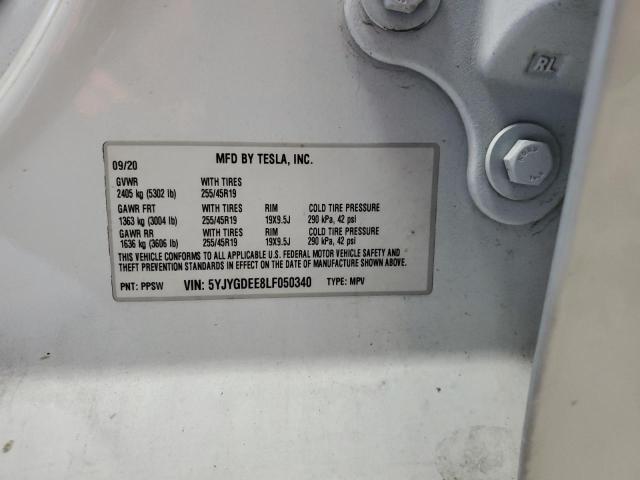 RL
09/20 MFD BY TESLA, INC.
GVWR WITH TIRES
2405 kg (5302 lb) 255/45R19
GAWR FRT WITH TIRES RIM COLD TIRE PRESSURE
1363 kg (3004 lb) 255/45R19 19X9.5J 290 kPa, 42 psi
GAWR RR WITH TIRES RIM COLD TIRE PRESSURE
1636 kg (3606 lb) 255/45R19 19X9.5J 290 kPa, 42 psi
THIS VEHICLE CONFORMS TO ALL APPLICABLE U.S. FEDERAL MOTOR VEHICLE SAFETY AND
THEFT PREVENTION STANDARDS IN EFFECT ON THE DATE OF MANUFACTURE SHOWN ABOVE.
PNT: PPSW VIN: 5YJYGDEE8LF050340 TYPE: MPV